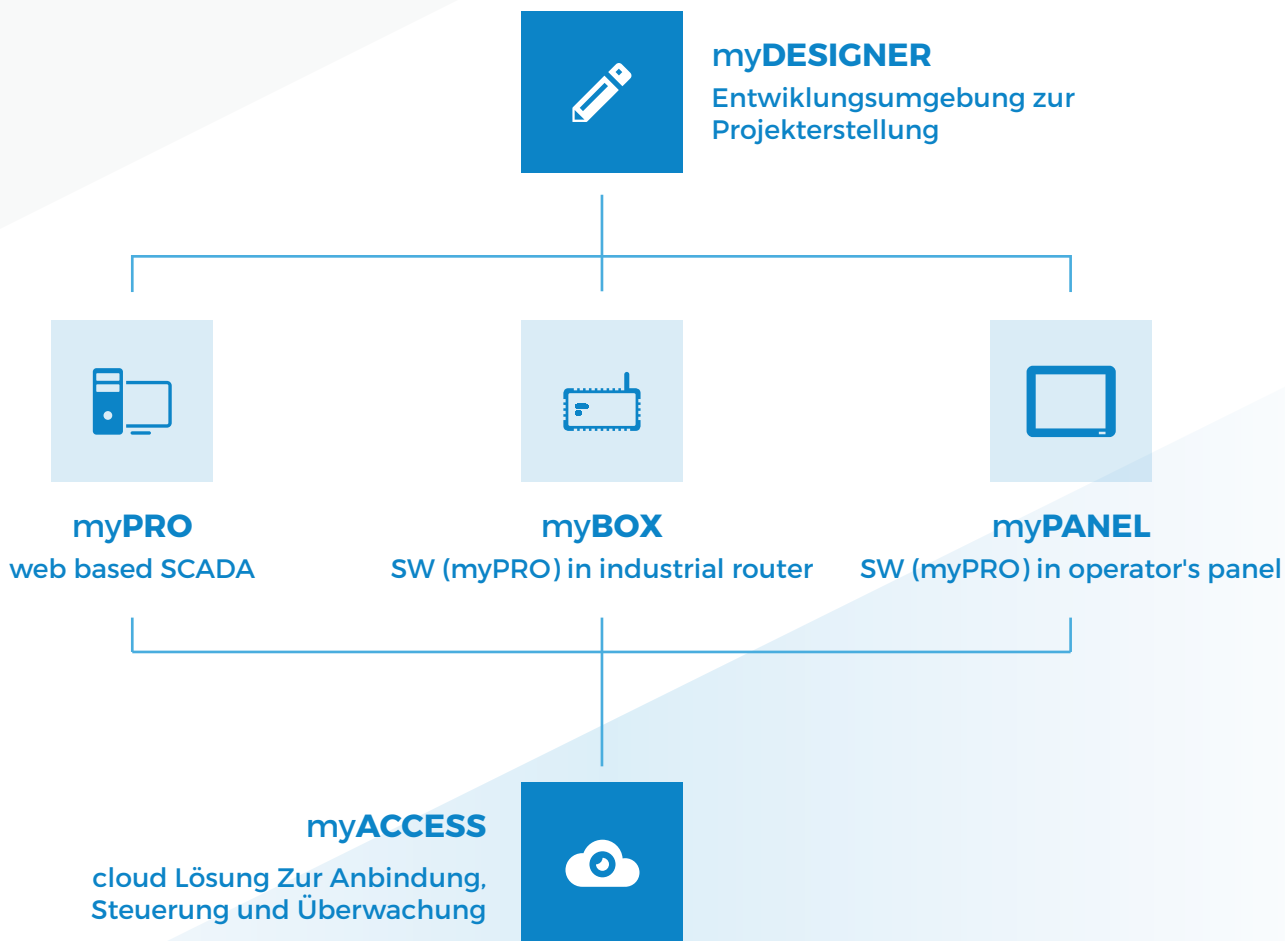 myDESIGNER
Entwiklungsumgebung zur
Projekterstellung
myPRO
web based SCADA
myBOX
SW (myPRO) in industrial router
myPANEL
SW (myPRO) in operator's panel
myACCESS
cloud Lösung Zur Anbindung,
Steuerung und Überwachung